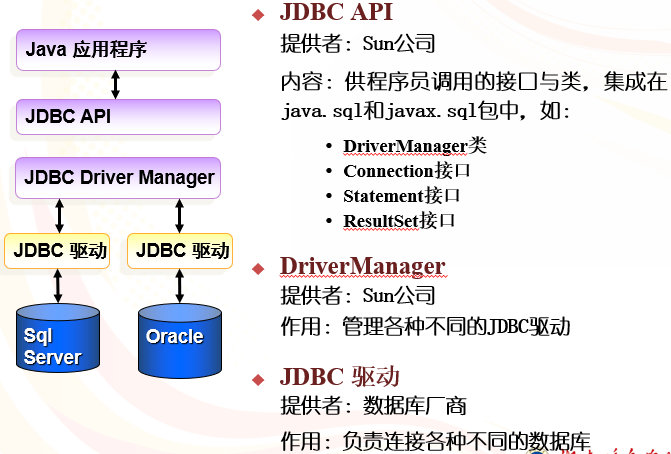 Java 应用程序
JDBC API
JDBC Driver Manager
JDBC 驱动
JDBC 驱动
Sql
Server
Oracle
JDBC API
提供者：Sun公司
内容：供程序员调用的接口与类，集成在
java.sql和javax.sql包中，如：
• DriverManager类
• Connection接口
• Statement接口
• ResultSet接口
DriverManager
提供者：Sun公司
作用：管理各种不同的JDBC驱动
JDBC 驱动
提供者：数据库厂商
作用：负责连接各种不同的数据库